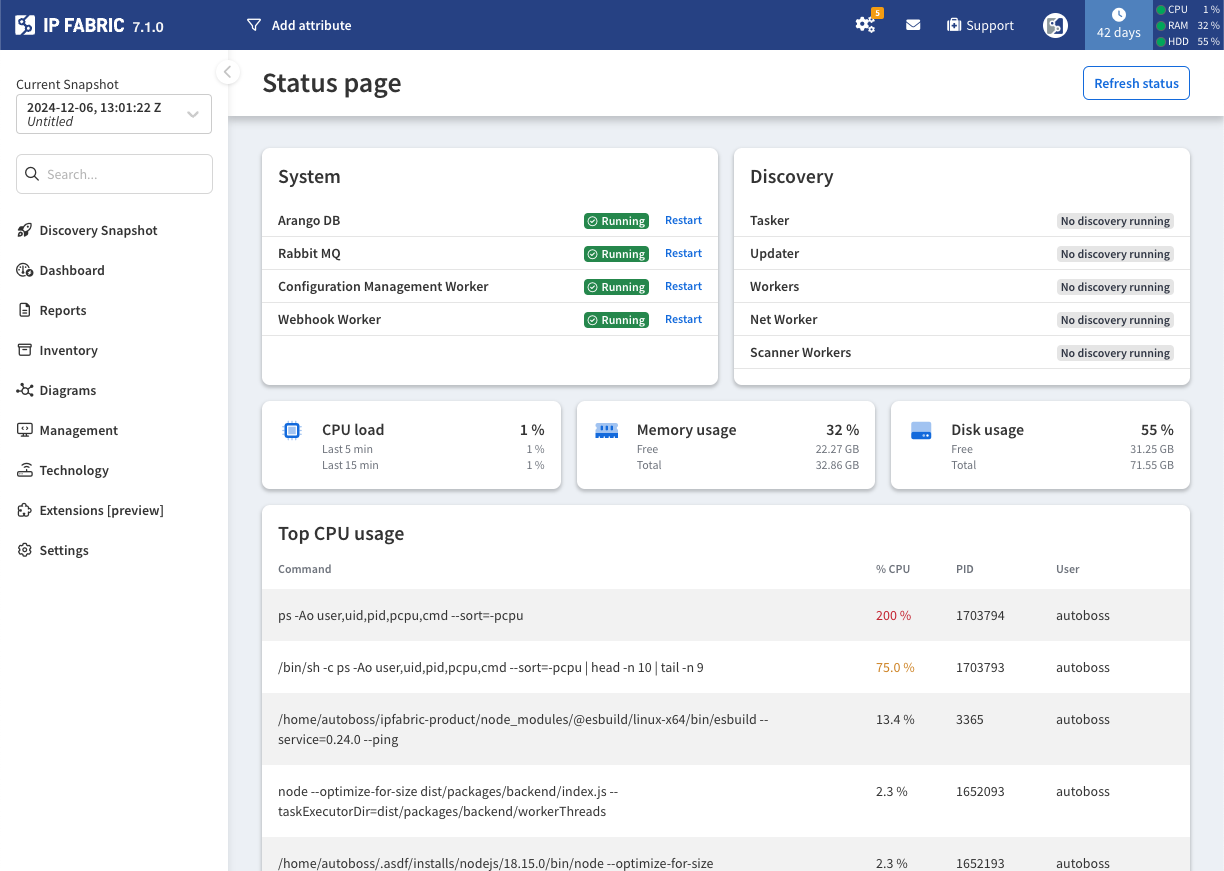 IP FABRIC 7.1.0
Add attribute
5
Support
42 days
CPU 1 %
RAM 32 %
HDD 55 %
Current Snapshot
2024-12-06, 13:01:22 Z
Untitled
Search...
Discovery Snapshot
Dashboard
Reports
Inventory
Diagrams
Management
Technology
Extensions [preview]
Settings
Status page
Refresh status
System
Arango DB Running Restart
Rabbit MQ Running Restart
Configuration Management Worker Running Restart
Webhook Worker Running Restart
Discovery
Tasker No discovery running
Updater No discovery running
Workers No discovery running
Net Worker No discovery running
Scanner Workers No discovery running
CPU load 1 %
Last 5 min 1 %
Last 15 min 1 %
Memory usage 32 %
Free 22.27 GB
Total 32.86 GB
Disk usage 55 %
Free 31.25 GB
Total 71.55 GB
Top CPU usage
Command % CPU PID User
ps -Ao user,uid,pid,pcpu,cmd --sort=-pcpu 200 % 1703794 autoboss
/bin/sh -c ps -Ao user,uid,pid,pcpu,cmd --sort=-pcpu | head -n 10 | tail -n 9 75.0 % 1703793 autoboss
/home/autoboss/ipfabric-product/node_modules/@esbuild/linux-x64/bin/esbuild -- 13.4 % 3365 autoboss
service=0.24.0 --ping
node --optimize-for-size dist/packages/backend/index.js -- 2.3 % 1652093 autoboss
taskExecutorDir=dist/packages/backend/workerThreads
/home/autoboss/.asdf/installs/nodejs/18.15.0/bin/node --optimize-for-size 2.3 % 1652193 autoboss